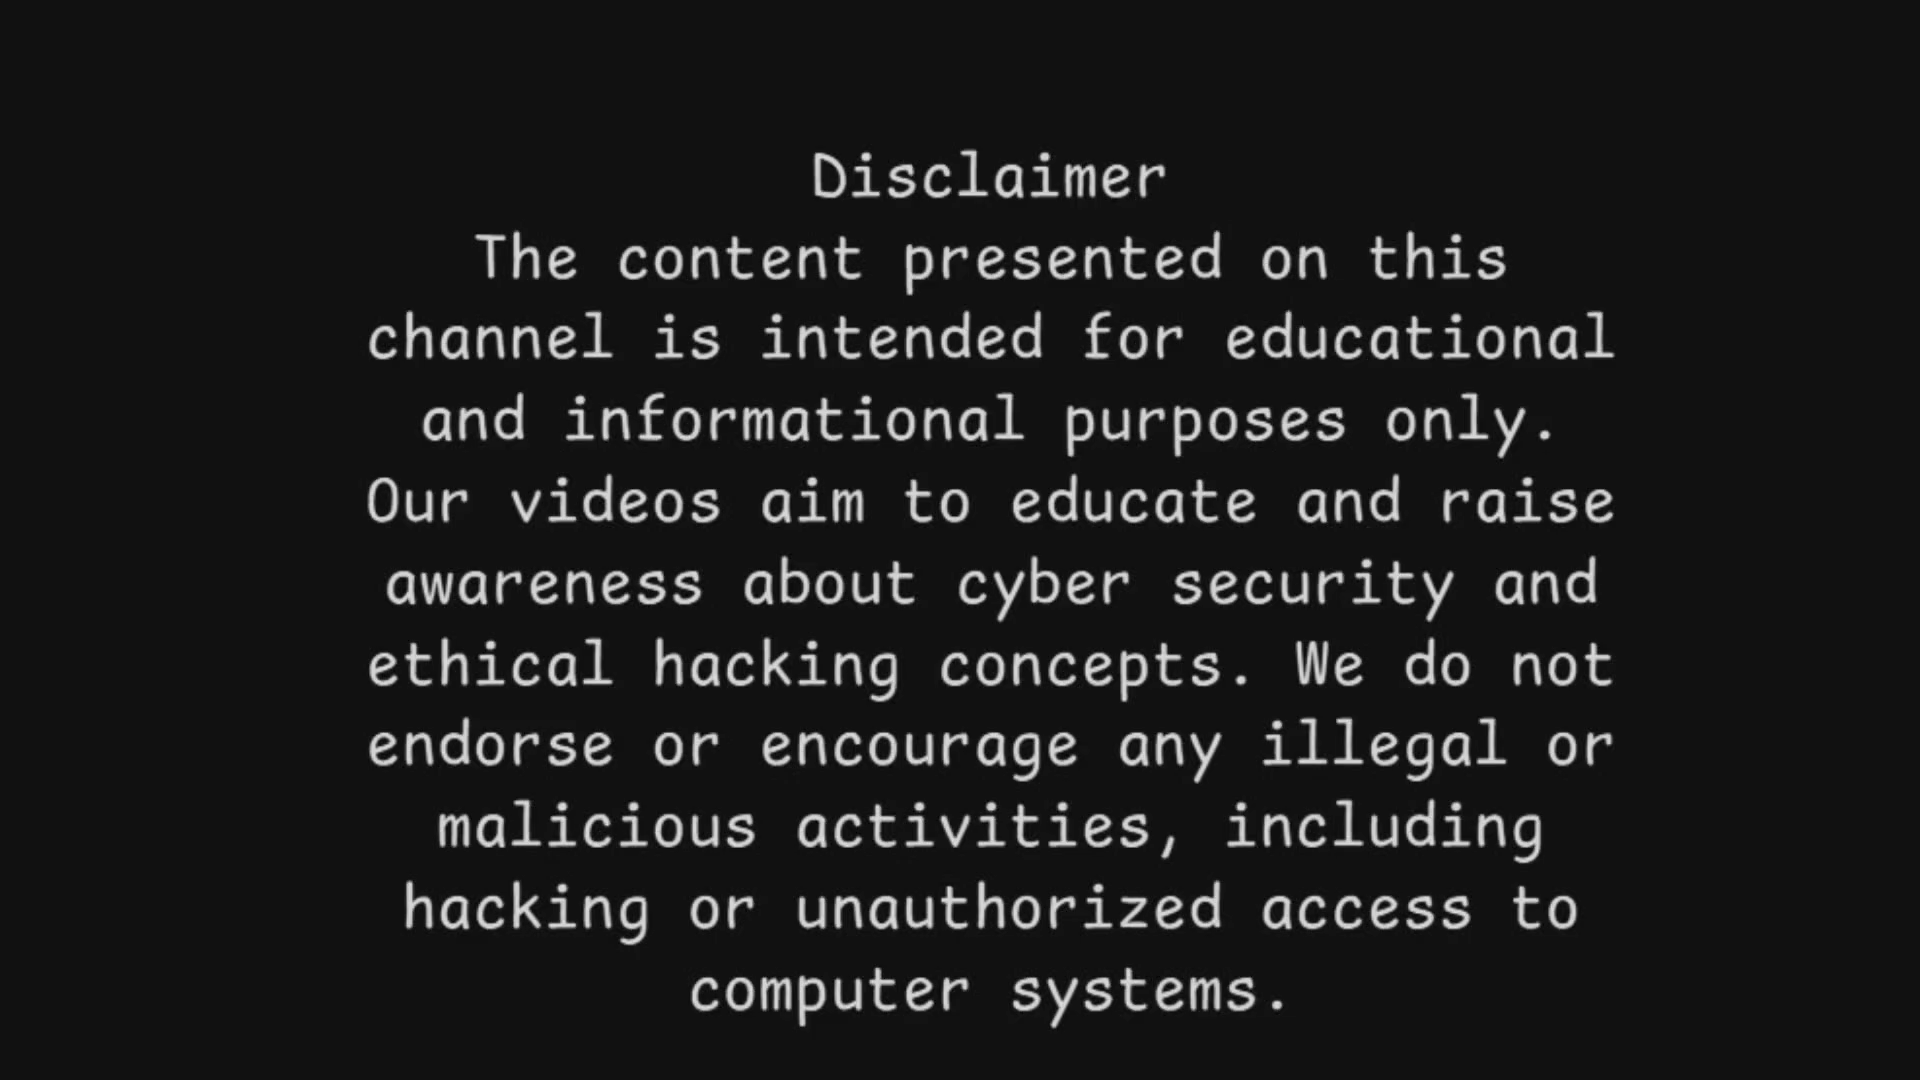 Disclaimer
The content presented on this
channel is intended for educational
and informational purposes only.
Our videos aim to educate and raise
awareness about cyber security and
ethical hacking concepts. We do not
endorse or encourage any illegal or
malicious activities, including
hacking or unauthorized access to
computer systems.